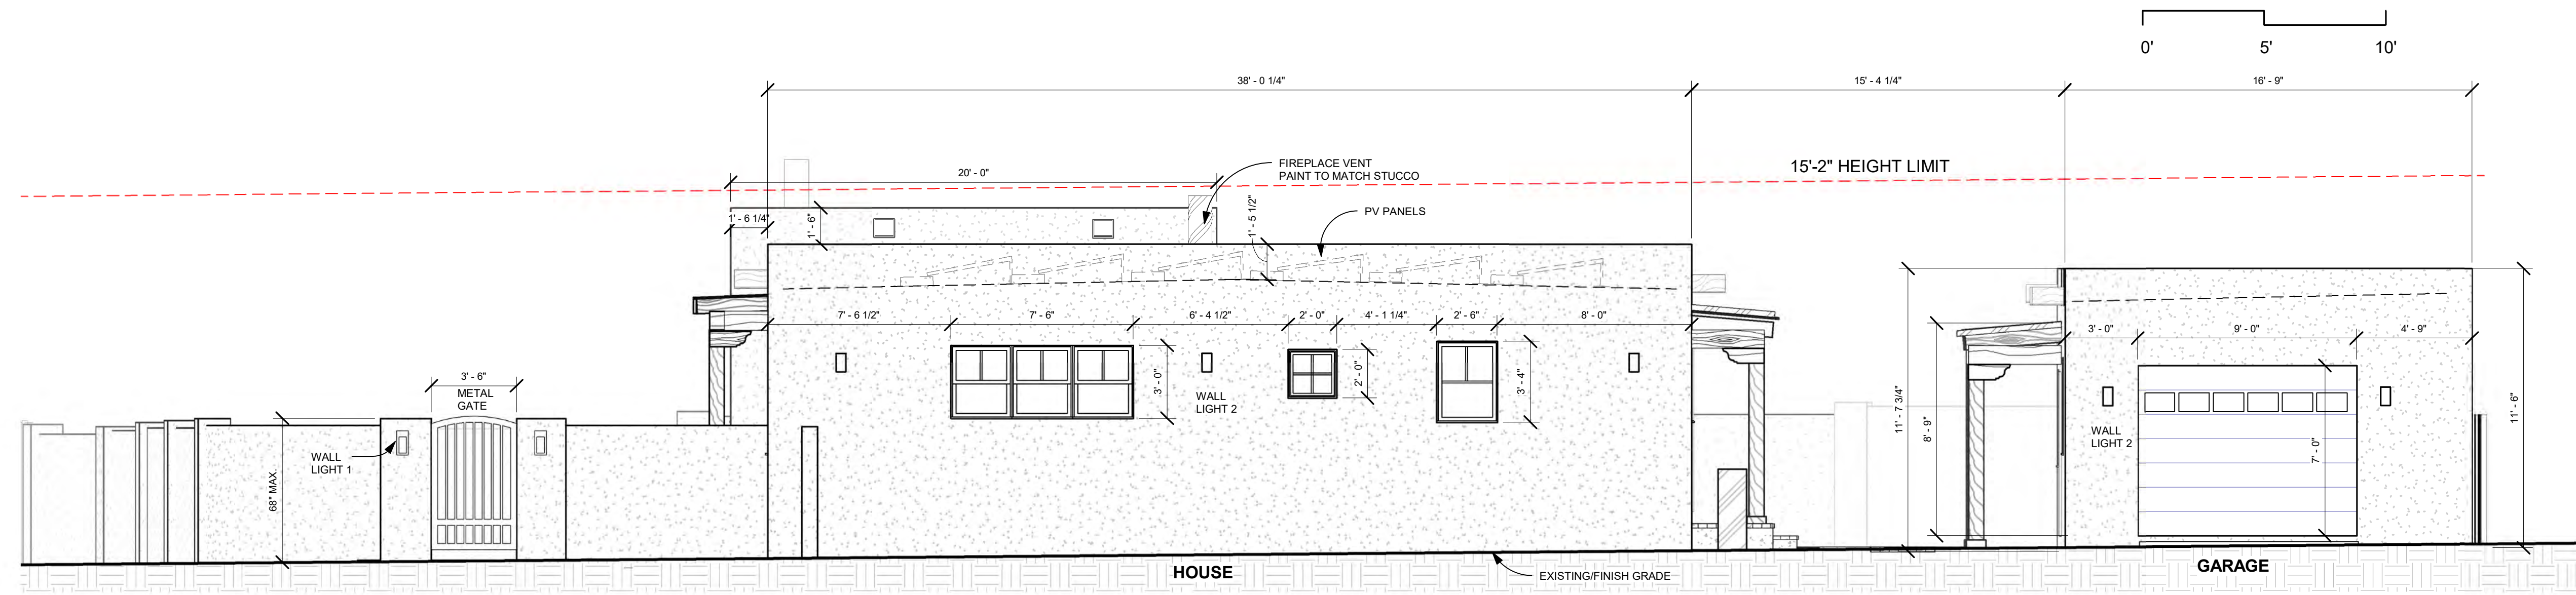 0' 5' 10'
38' - 0 1/4" 15' - 4 1/4" 16' - 9"
FIREPLACE VENT
PAINT TO MATCH STUCCO
15'-2" HEIGHT LIMIT
20' - 0"
1' - 6 1/4"
1' - 6"
1' - 5 1/2"
PV PANELS
7' - 6 1/2" 7' - 6" 6' - 4 1/2" 2' - 0" 4' - 1 1/4" 2' - 6" 8' - 0"
3' - 0" 9' - 0" 4' - 9"
3' - 0"
2' - 0"
3' - 4"
3' - 6"
METAL
GATE
WALL
LIGHT 2
11' - 7 3/4"
8' - 9"
WALL
LIGHT 2
7' - 0"
11' - 6"
WALL
LIGHT 1
68" MAX.
HOUSE
EXISTING/FINISH GRADE
GARAGE